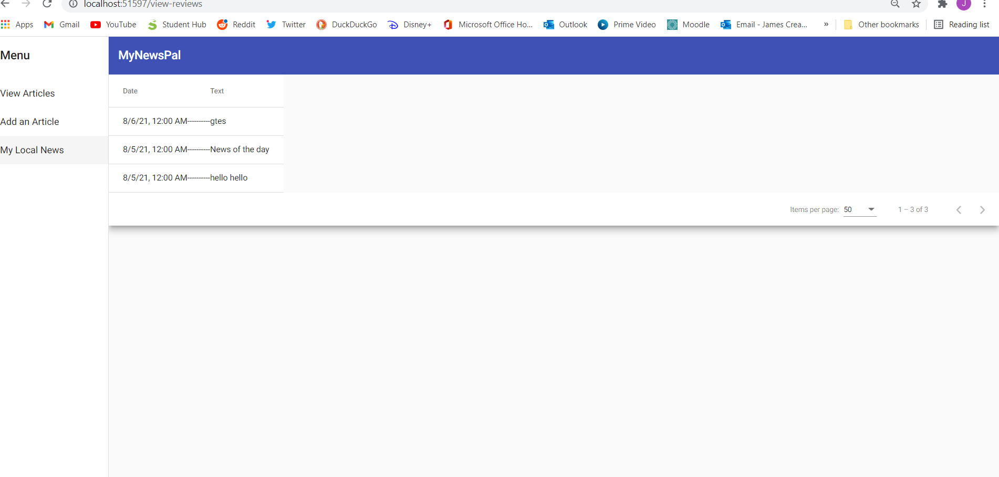 localhost:51597/view-reviews
J
Apps Gmail YouTube Student Hub Reddit Twitter DuckDuckGo Disney+ Microsoft Office Ho... Outlook Prime Video Moodle Email - James Crea... » Other bookmarks Reading list
Menu
MyNewsPal
View Articles
Add an Article
My Local News
Date Text
8/6/21, 12:00 AM----------gtes
8/5/21, 12:00 AM----------News of the day
8/5/21, 12:00 AM----------hello hello
Items per page: 50 1 – 3 of 3